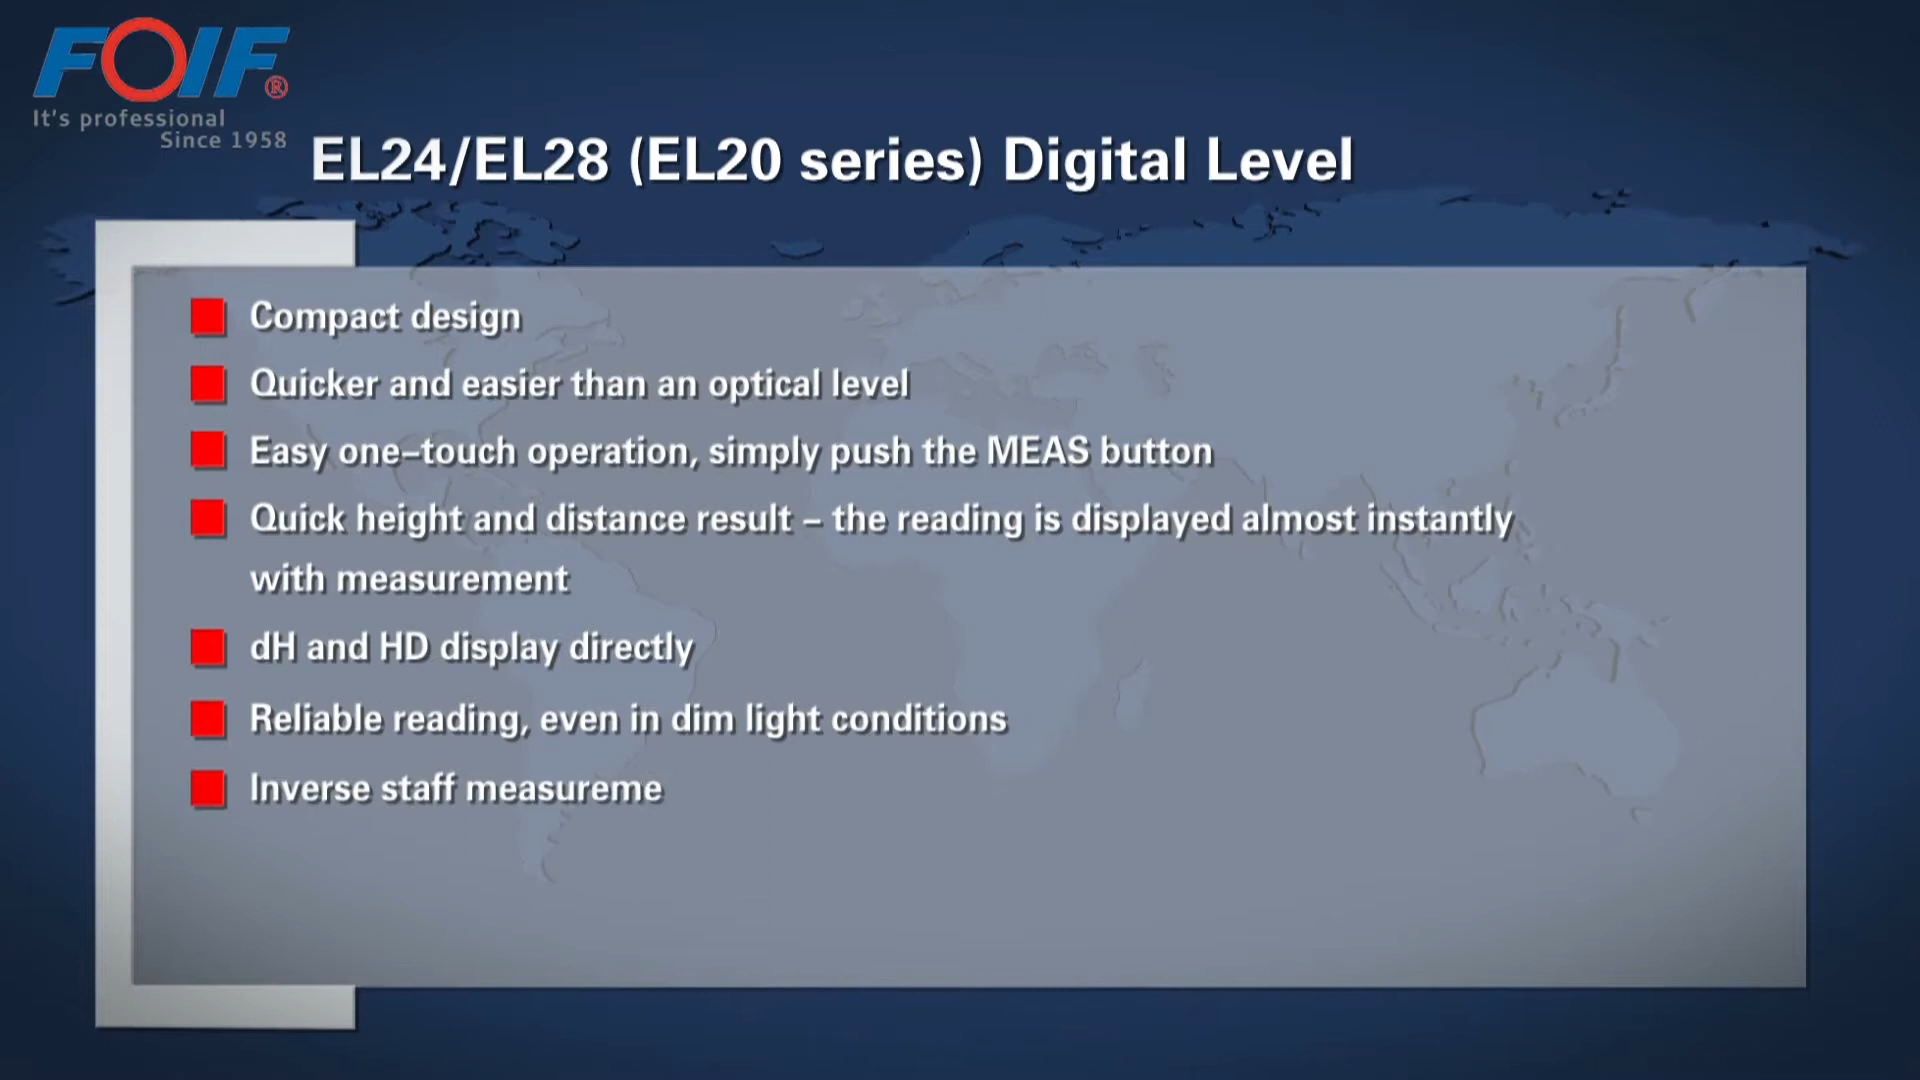 FOIF®
It's professional
Since 1958
EL24/EL28 (EL20 series) Digital Level
Compact design
Quicker and easier than an optical level
Easy one–touch operation, simply push the MEAS button
Quick height and distance result – the reading is displayed almost instantly
with measurement
dH and HD display directly
Reliable reading, even in dim light conditions
Inverse staff measureme